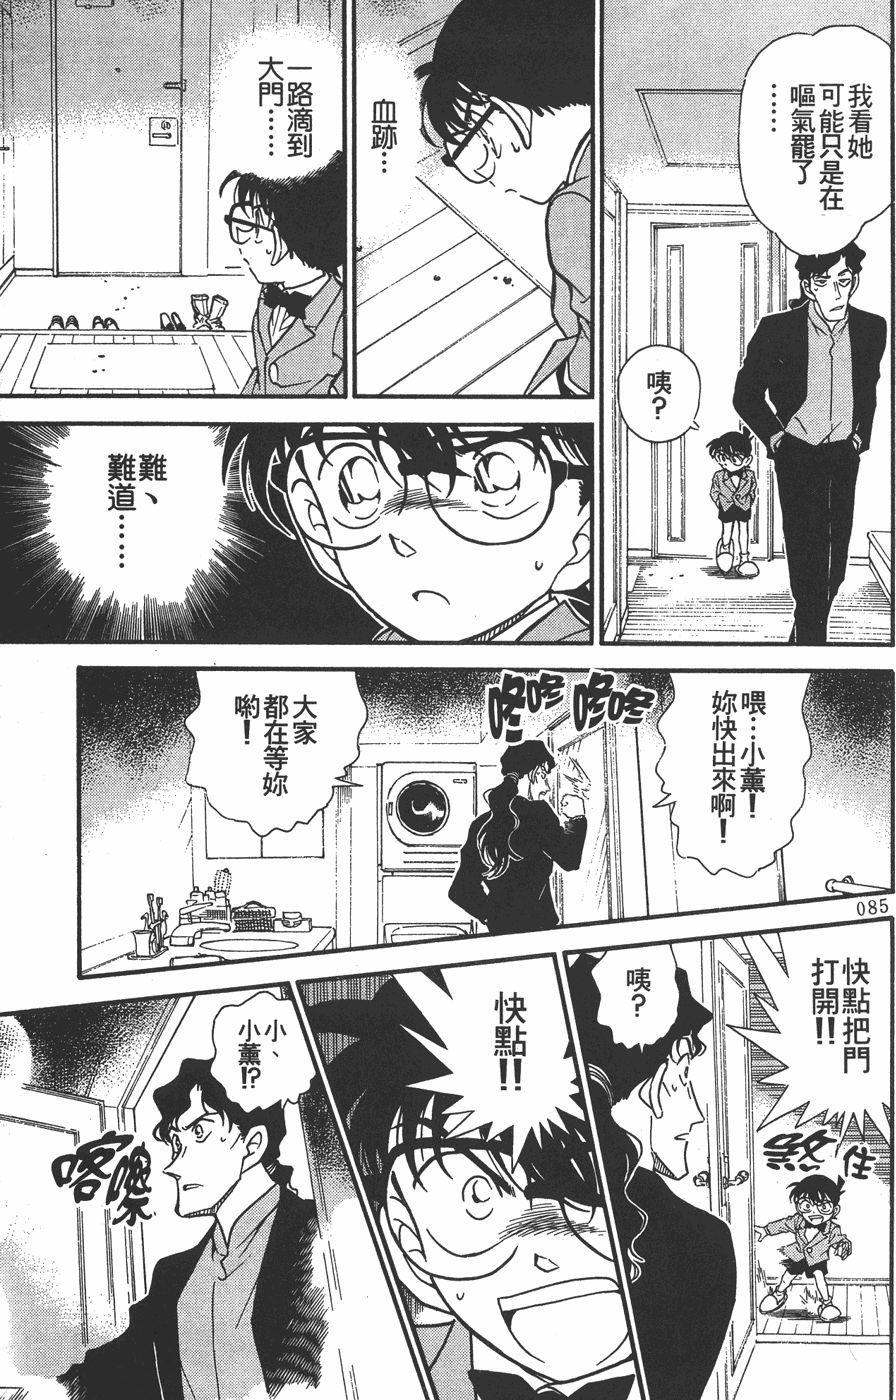 我看她
可能只是在
嘔氣罷了
……
咦？
血跡…
一路滴到
大門……
難、
難道……
喂…小薰！
妳快出來啊！
咚咚咚咚
大家
都在等妳
喲！
085
快點把門
打開!!
煞住
咦？
快點!!
小、
小薰!?
喀嚓